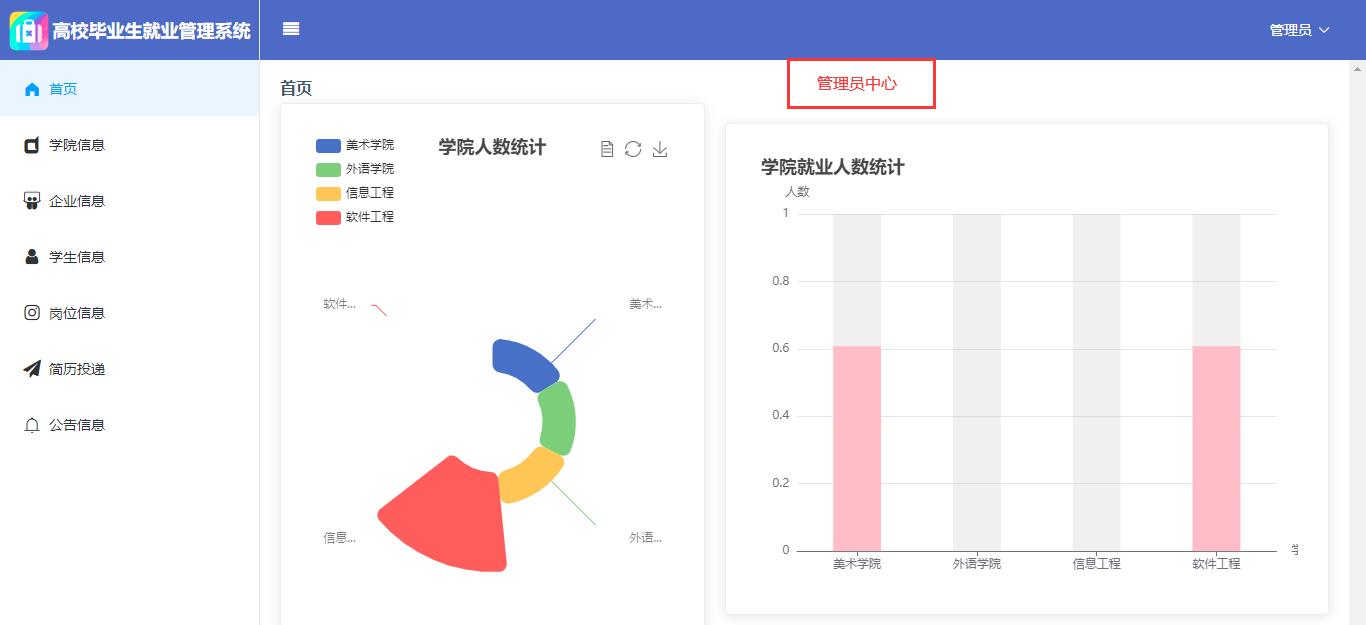 高校毕业生就业管理系统
管理员
首页
学院信息
企业信息
学生信息
岗位信息
简历投递
公告信息
首页
管理员中心
美术学院
外语学院
信息工程
软件工程
学院人数统计
软件...
美术...
信息...
外语...
学院就业人数统计
人数
1
0.8
0.6
0.4
0.2
0
美术学院
外语学院
信息工程
软件工程